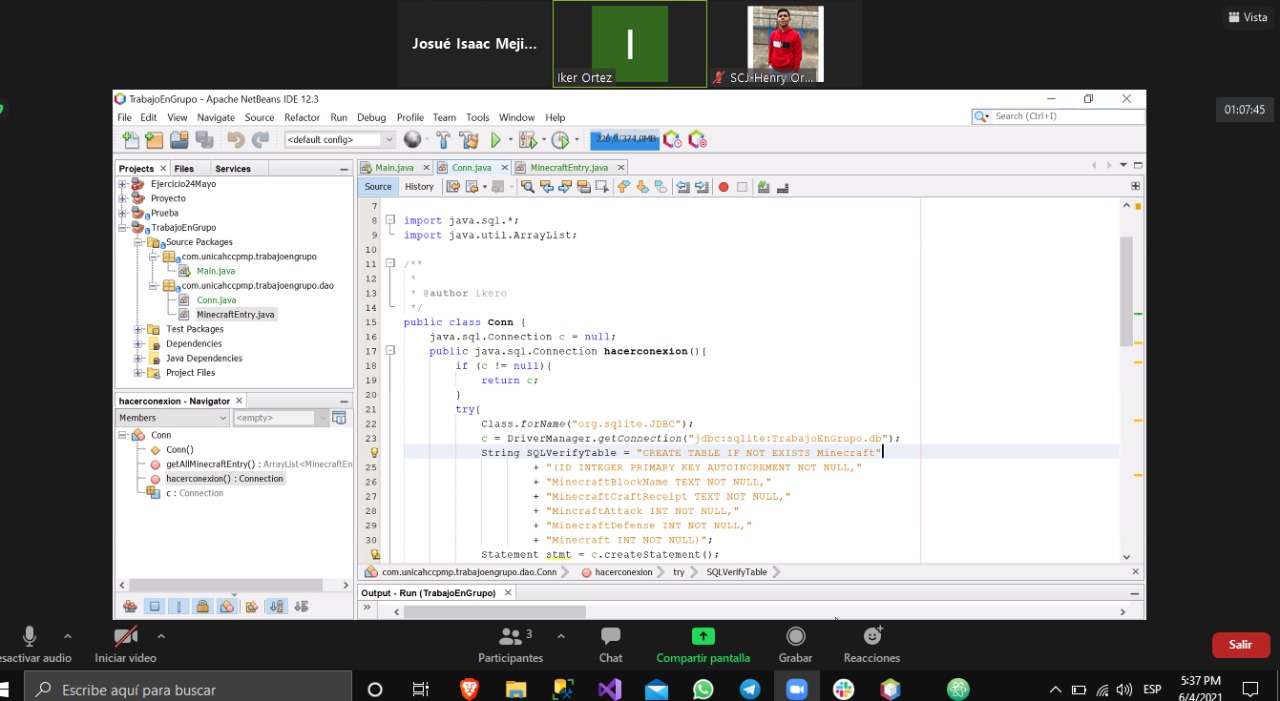 Josué Isaac Meji...
Iker Ortez
SCJ-Henry Or...
Vista
01:07:45
TrabajoEnGrupo - Apache NetBeans IDE 12.3
File Edit View Navigate Source Refactor Run Debug Profile Team Tools Window Help
Search (Ctrl+I)
<default config>
Projects Files Services
Main.java Conn.java MinecraftEntry.java
Source History
Ejercicio24Mayo
Proyecto
Prueba
TrabajoEnGrupo
Source Packages
com.unicahccpmp.trabajoengrupo
Main.java
com.unicahccpmp.trabajoengrupo.dao
Conn.java
MinecraftEntry.java
Test Packages
Dependencies
Java Dependencies
Project Files
hacerconexion - Navigator
Members <empty>
Conn
Conn()
getAllMinecraftEntry() : ArrayList<MinecraftEn
hacerconexion() : Connection
c : Connection
7
8 import java.sql.*;
9 import java.util.ArrayList;
10
11 /**
12 *
13 * @author ikero
14 */
15 public class Conn {
16 java.sql.Connection c = null;
17 public java.sql.Connection hacerconexion(){
18 if (c != null){
19 return c;
20 }
21 try{
22 Class.forName("org.sqlite.JDBC");
23 c = DriverManager.getConnection("jdbc:sqlite:TrabajoEnGrupo.db");
String SQLVerifyTable = "CREATE TABLE IF NOT EXISTS Minecraft"
25 + "(ID INTEGER PRIMARY KEY AUTOINCREMENT NOT NULL,"
26 + "MinecraftBlockName TEXT NOT NULL,"
27 + "MinecraftCraftReceipt TEXT NOT NULL,"
28 + "MincraftAttack INT NOT NULL,"
29 + "MinecraftDefense INT NOT NULL,"
30 + "Minecraft INT NOT NULL)";
Statement stmt = c.createStatement();
com.unicahccpmp.trabajoengrupo.dao.Conn hacerconexion try SQLVerifyTable
Output - Run (TrabajoEnGrupo)
esactivar audio
Iniciar video
3
Participantes
Chat
Compartir pantalla
Grabar
Reacciones
Salir
Escribe aquí para buscar
ESP
5:37 PM
6/4/2021